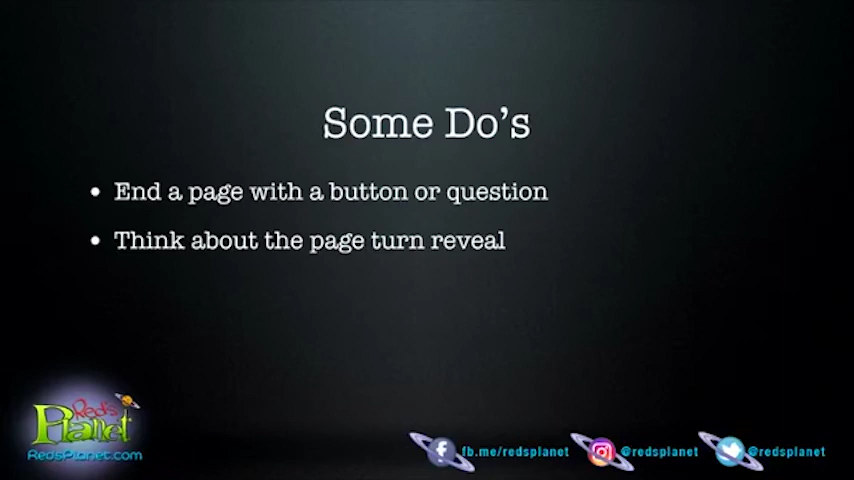 Some Do's
• End a page with a button or question
• Think about the page turn reveal
Red's
Planet
RedsPlanet.com
fb.me/redsplanet
@redsplanet
@redsplanet